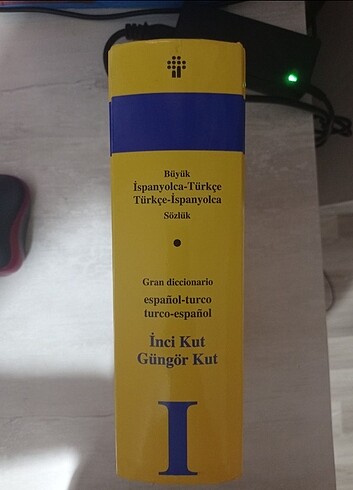 Büyük
İspanyolca-Türkçe
Türkçe-İspanyolca
Sözlük
Gran diccionario
español-turco
turco-español
İnci Kut
Güngör Kut
I